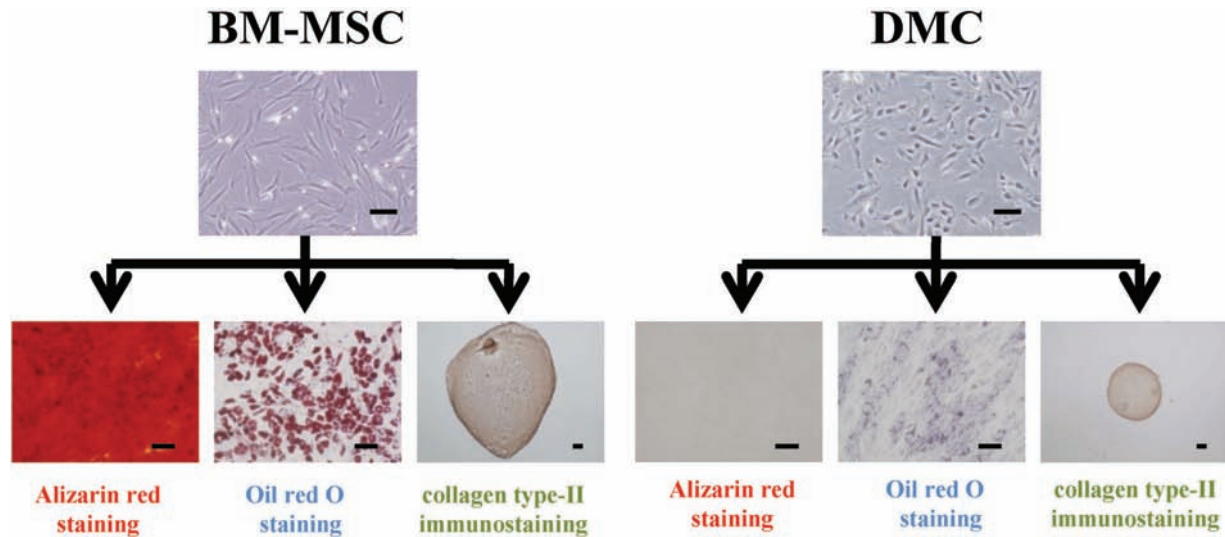 BM-MSC
DMC
Alizarin red
staining
Oil red O
staining
collagen type-II
immunostaining
Alizarin red
staining
Oil red O
staining
collagen type-II
immunostaining